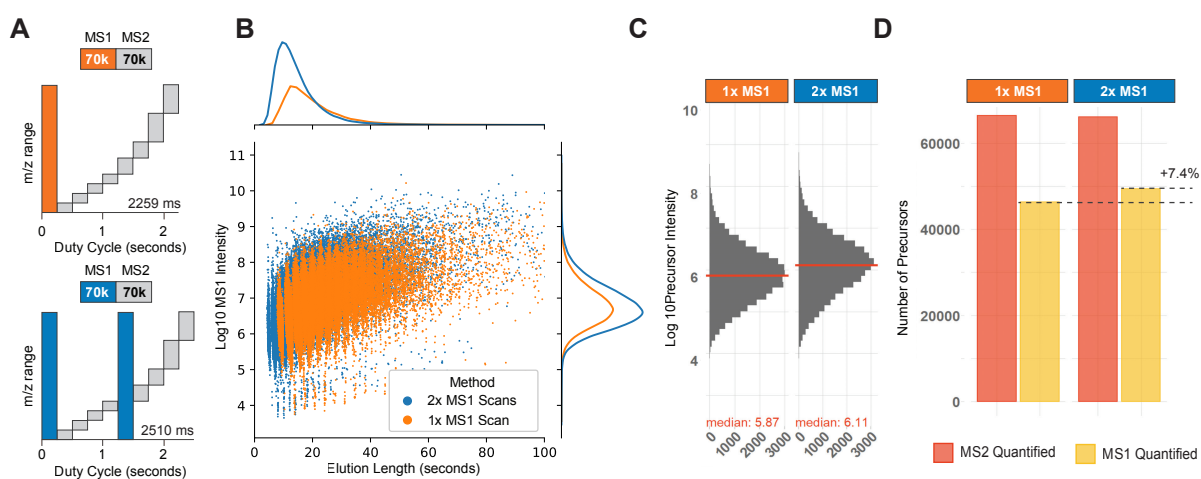 A
MS1 MS2
70k 70k
m/z range
2259 ms
0 1 2
Duty Cycle (seconds)
MS1 MS2
70k 70k
m/z range
2510 ms
0 1 2
Duty Cycle (seconds)
B
11
10
9
8
7
6
5
4
Log10 MS1 Intensity
Method
2x MS1 Scans
1x MS1 Scan
0 20 40 60 80 100
Elution Length (seconds)
C
1x MS1 2x MS1
10
8
6
4
Log 10Precursor Intensity
median: 5.87 median: 6.11
0 1000 2000 3000 0 1000 2000 3000
D
1x MS1 2x MS1
+7.4%
60000
40000
20000
0
Number of Precursors
MS2 Quantified MS1 Quantified